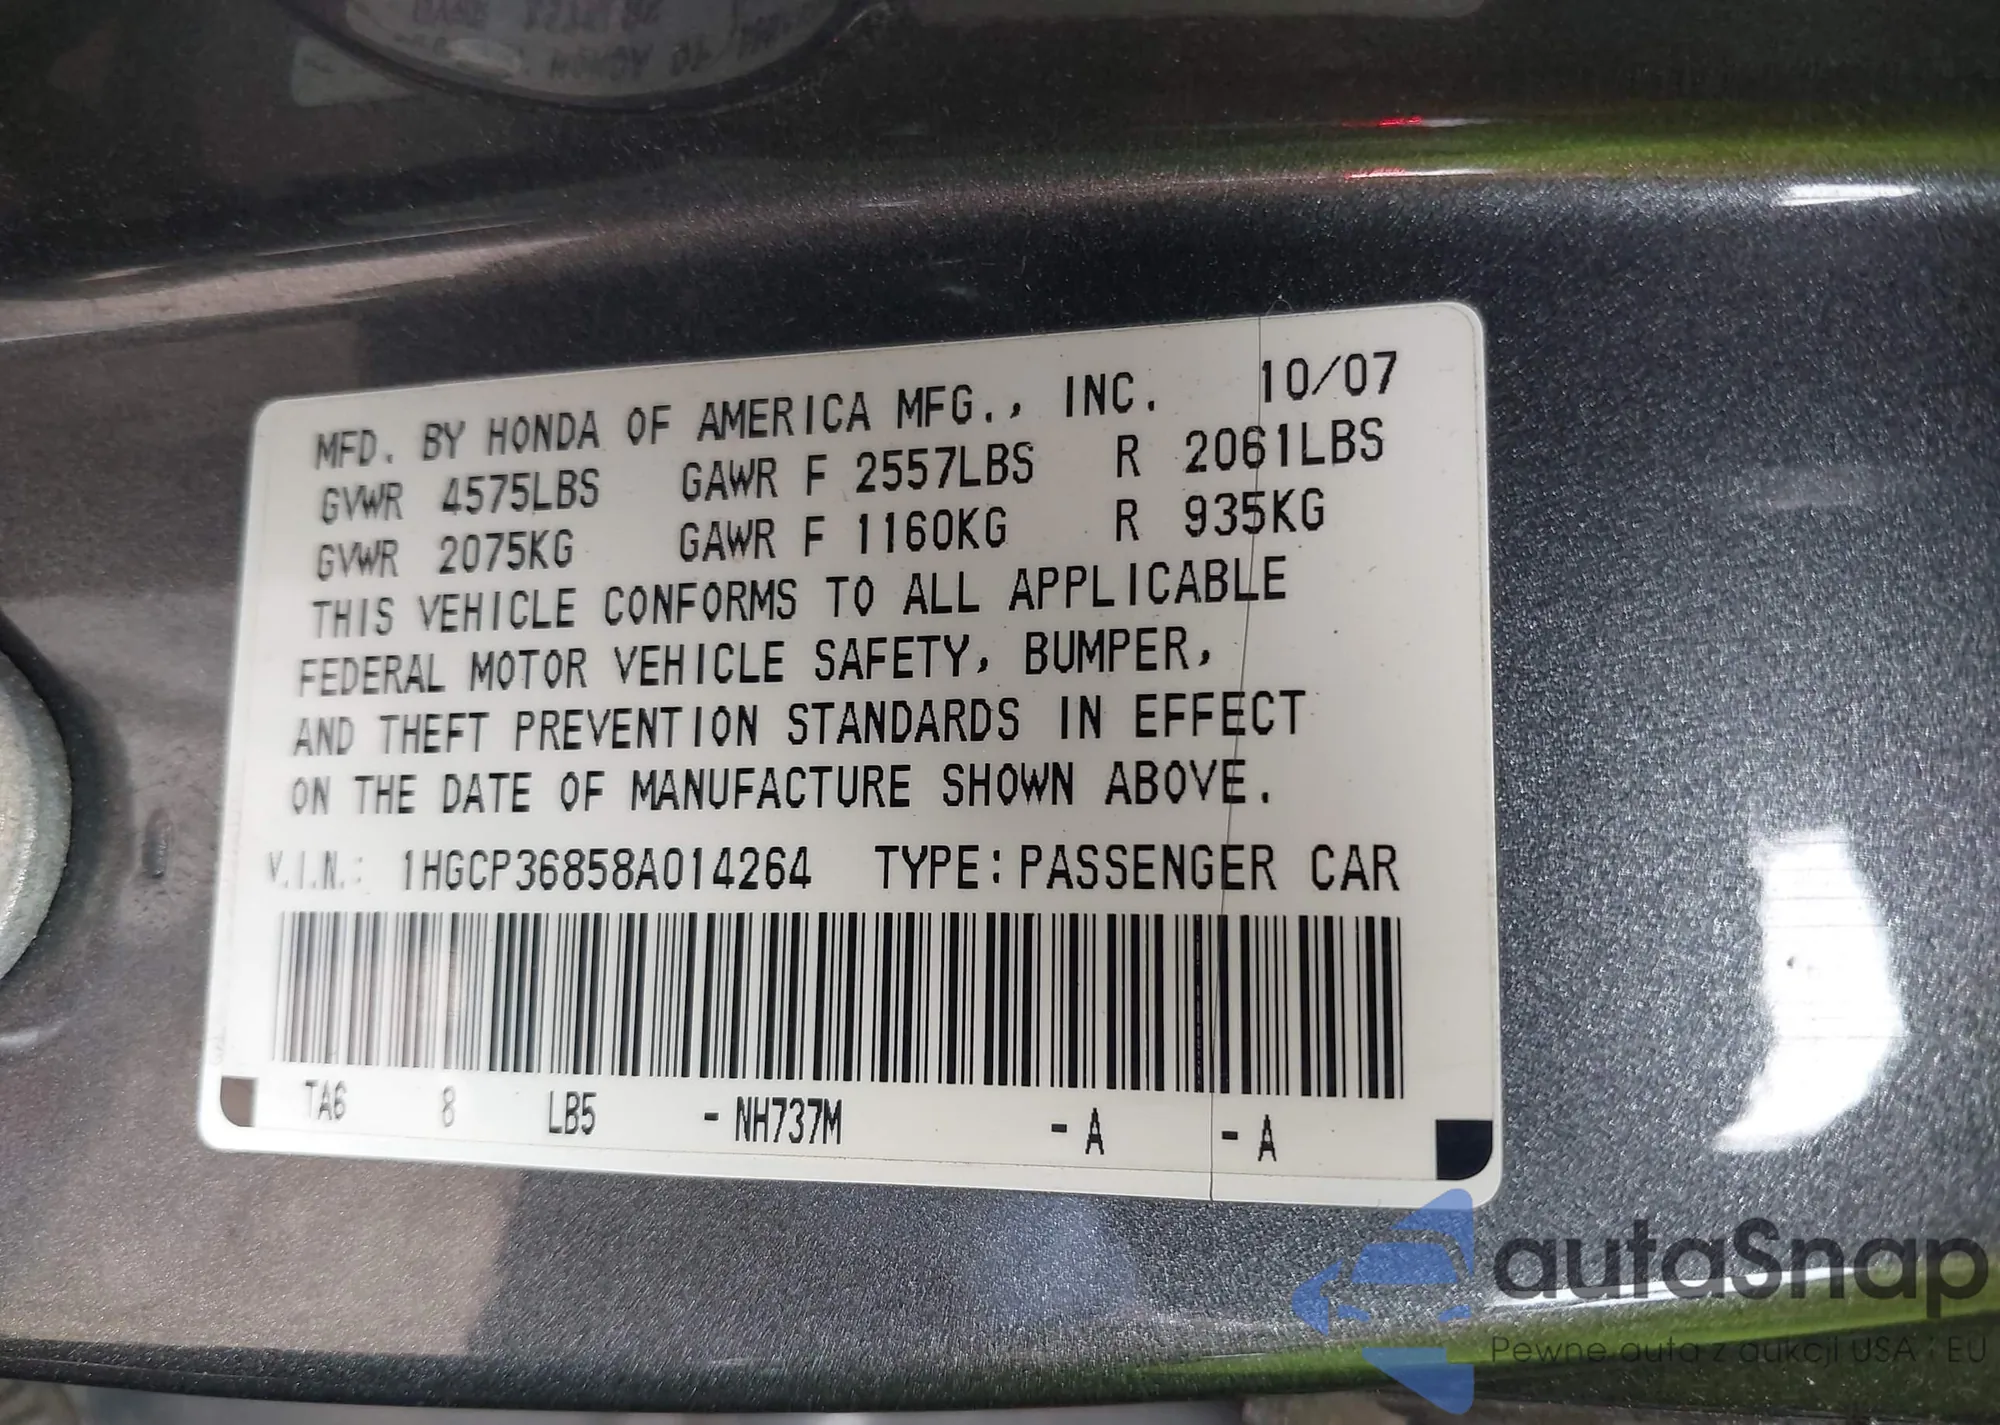 MFD. BY HONDA OF AMERICA MFG., INC. 10/07
GVWR 4575LBS GAWR F 2557LBS R 2061LBS
GVWR 2075KG GAWR F 1160KG R 935KG
THIS VEHICLE CONFORMS TO ALL APPLICABLE
FEDERAL MOTOR VEHICLE SAFETY, BUMPER,
AND THEFT PREVENTION STANDARDS IN EFFECT
ON THE DATE OF MANUFACTURE SHOWN ABOVE.
V.I.N.: 1HGCP36858A014264 TYPE: PASSENGER CAR
TA6 8 LB5 - NH737M - A - A
autaSnap
Pewne auta z aukcji USA i EU